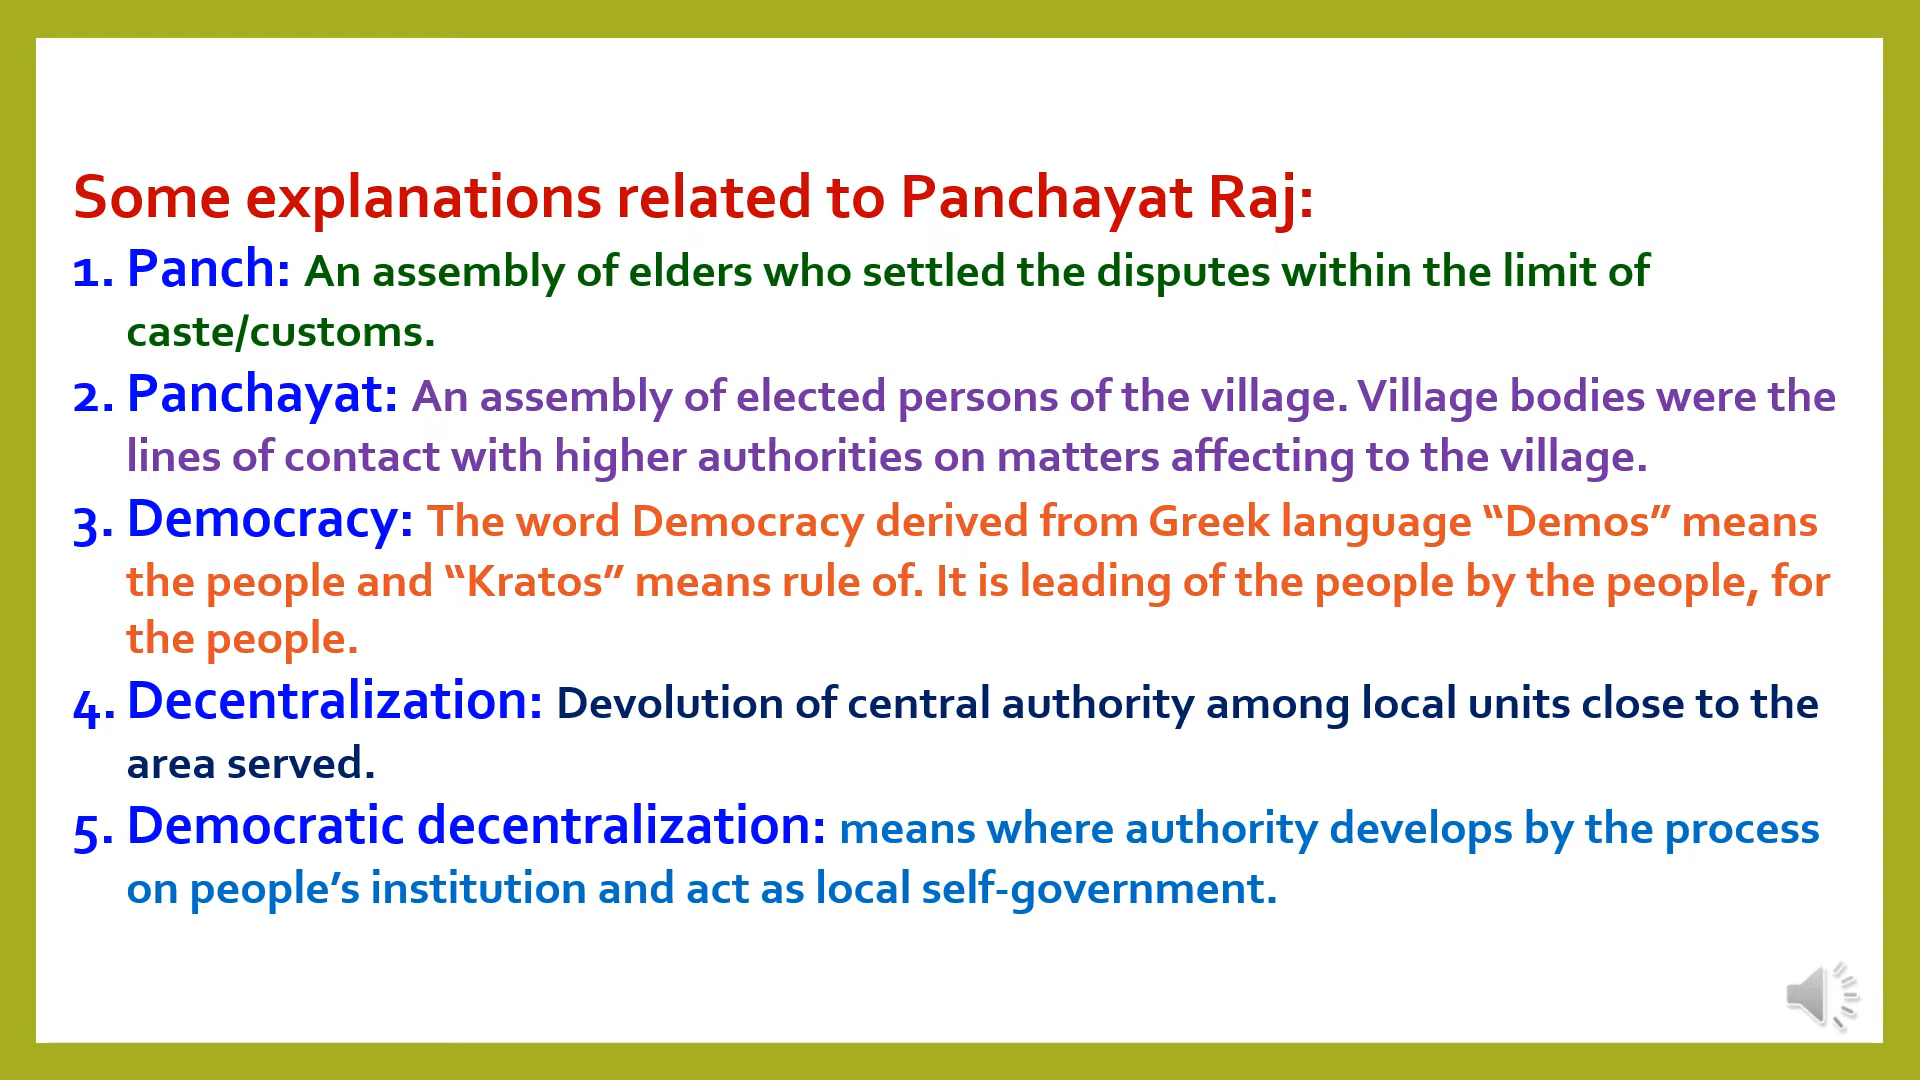 Some explanations related to Panchayat Raj:
1. Panch: An assembly of elders who settled the disputes within the limit of
caste/customs.
2. Panchayat: An assembly of elected persons of the village. Village bodies were the
lines of contact with higher authorities on matters affecting to the village.
3. Democracy: The word Democracy derived from Greek language “Demos” means
the people and “Kratos” means rule of. It is leading of the people by the people, for
the people.
4. Decentralization: Devolution of central authority among local units close to the
area served.
5. Democratic decentralization: means where authority develops by the process
on people’s institution and act as local self-government.